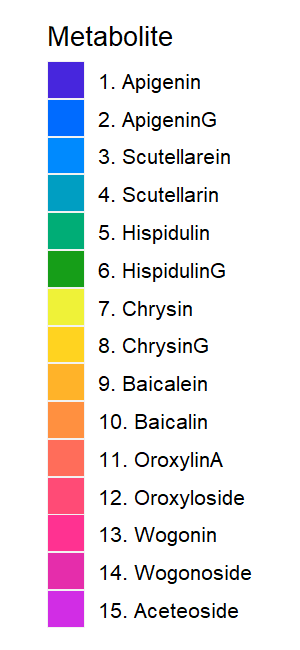 Metabolite
1. Apigenin
2. ApigeninG
3. Scutellarein
4. Scutellarin
5. Hispidulin
6. HispidulinG
7. Chrysin
8. ChrysinG
9. Baicalein
10. Baicalin
11. OroxylinA
12. Oroxyloside
13. Wogonin
14. Wogonoside
15. Aceteoside